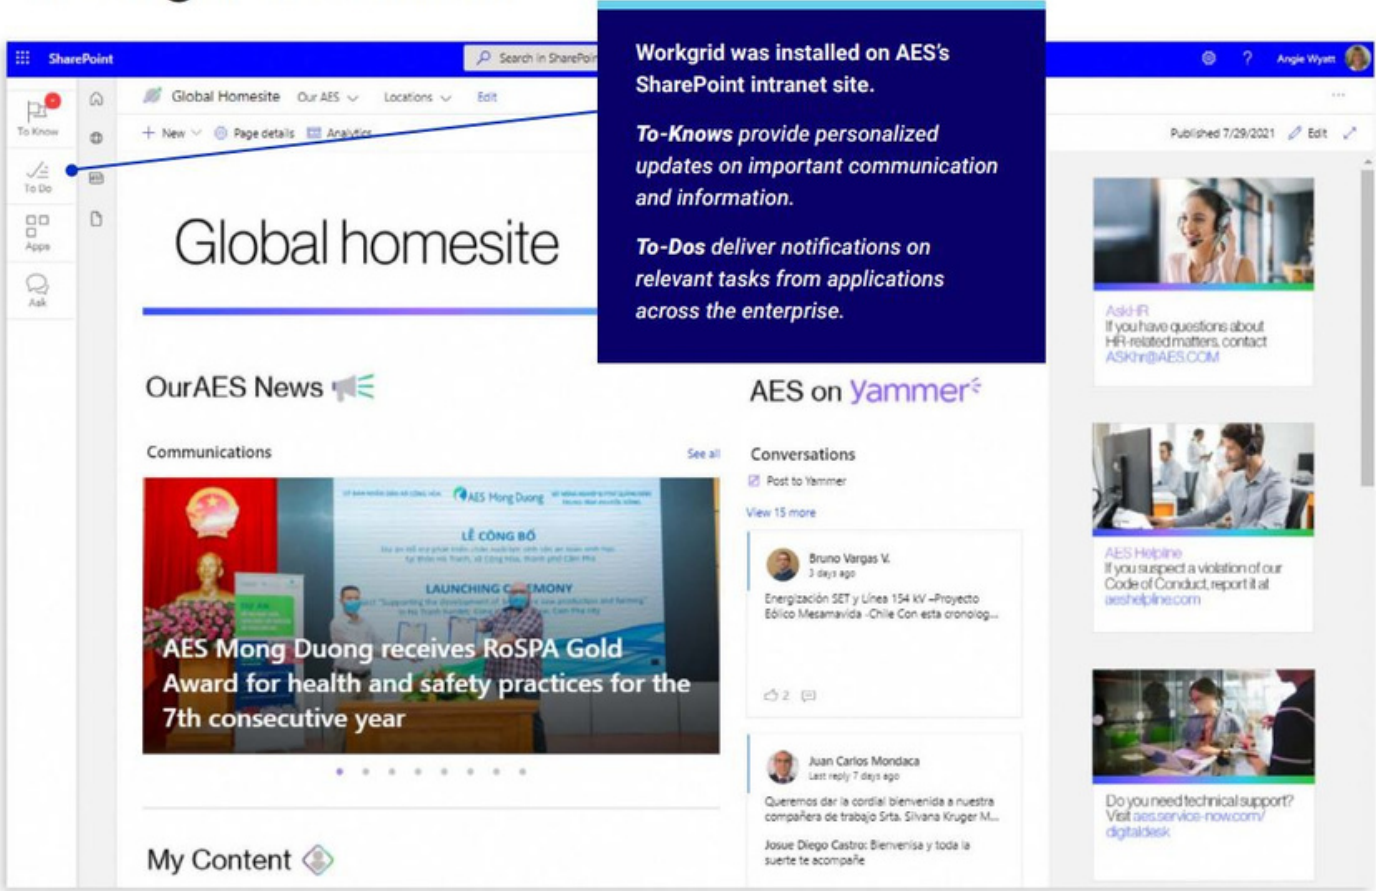 SharePoint
Search in SharePoin
Angie Wyatt
Workgrid was installed on AES's
SharePoint intranet site.
To-Knows provide personalized
updates on important communication
and information.
To-Dos deliver notifications on
relevant tasks from applications
across the enterprise.
To Know
To Do
Apps
Ask
Global Homesite Our AES Locations Edit
+ New Page details Analytics
Published 7/29/2021 Edit
Global homesite
OurAES News
Communications
See all
AES Mong Duong
LỄ CÔNG BỐ
LAUNCHING CEREMONY
AES Mong Duong receives RoSPA Gold
Award for health and safety practices for the
7th consecutive year
My Content
AES on yammer
Conversations
Post to Yammer
View 15 more
Bruno Vargas V.
3 days ago
Energización SET y Línea 154 kV –Proyecto
Eólico Mesamavida -Chile Con esta cronolog...
2
Juan Carlos Mondaca
Last reply 7 days ago
Queremos dar la cordial bienvenida a nuestra
compañera de trabajo Srta. Silvana Kruger M...
Josue Diego Castro: Bienvenisa y toda la
suerte te acompañe
AskHR
If you have questions about
HR-related matters, contact
ASKhr@AES.COM
AES Helpline
If you suspect a violation of our
Code of Conduct, report it at
aeshelpline.com
Do you need technical support?
Visit aes.service-now.com/
digitaldesk